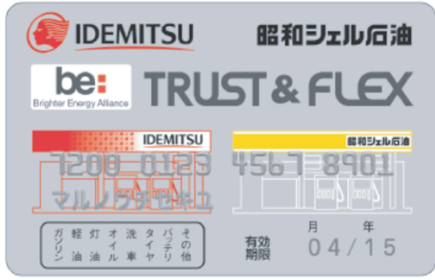 IDEMITSU 昭和シェル石油
be:
Brighter Energy Alliance
TRUST & FLEX
IDEMITSU 昭和シェル石油
7200 0123 4567 8901
マルノウチセキユ
ガソリン 軽油 灯油 オイル 洗車 タイヤ バッテリ その他
月 年
有効期限 04/15